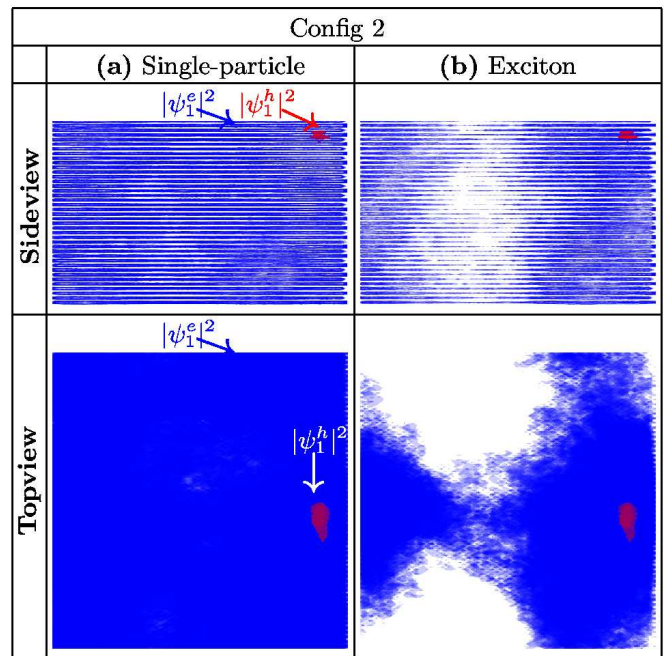 Config 2
(a) Single-particle
(b) Exciton
Sideview
|ψ₁ᵉ|² |ψ₁ʰ|²
Topview
|ψ₁ᵉ|²
|ψ₁ʰ|²